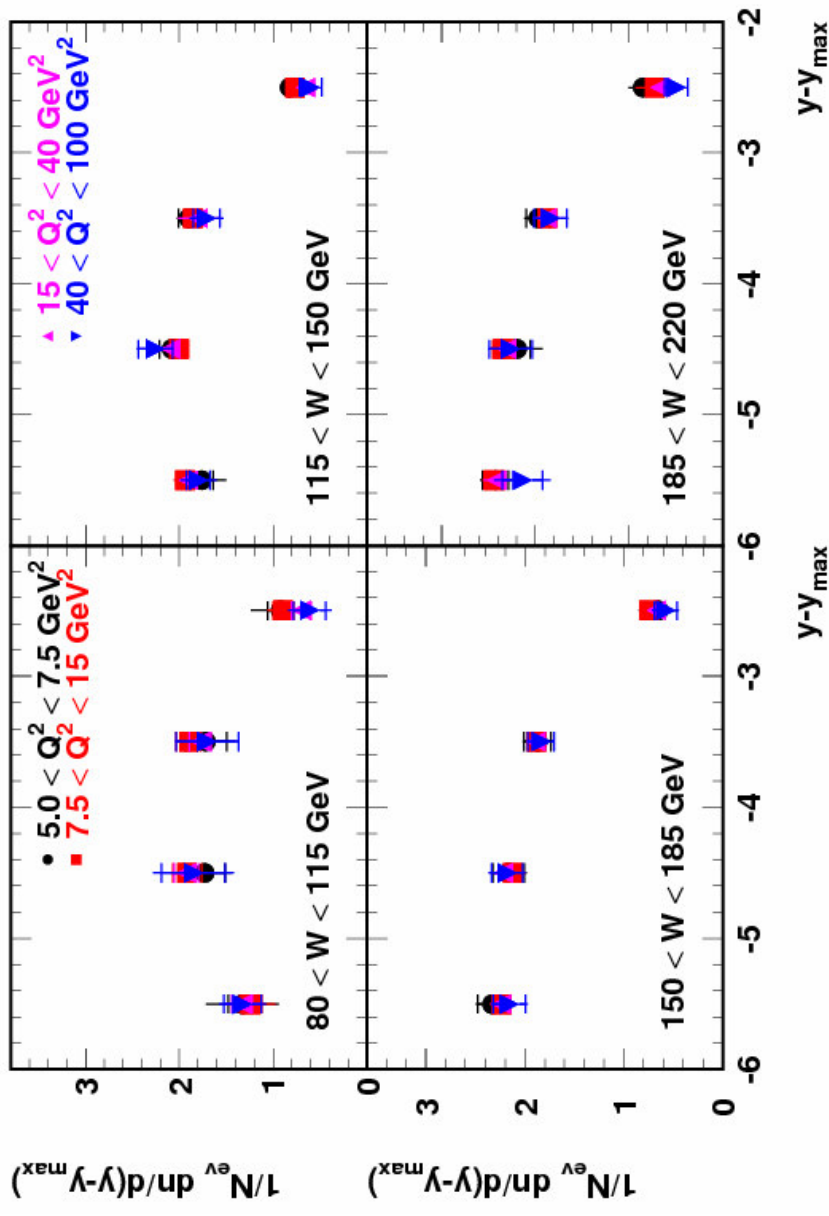 5.0 < Q² < 7.5 GeV²
7.5 < Q² < 15 GeV²
15 < Q² < 40 GeV²
40 < Q² < 100 GeV²
1/N_ev dn/d(y-y_max)
3
2
1
0
80 < W < 115 GeV
115 < W < 150 GeV
1/N_ev dn/d(y-y_max)
3
2
1
0
150 < W < 185 GeV
185 < W < 220 GeV
-6 -5 -4 -3 -6 -5 -4 -3 -2
y-y_max y-y_max